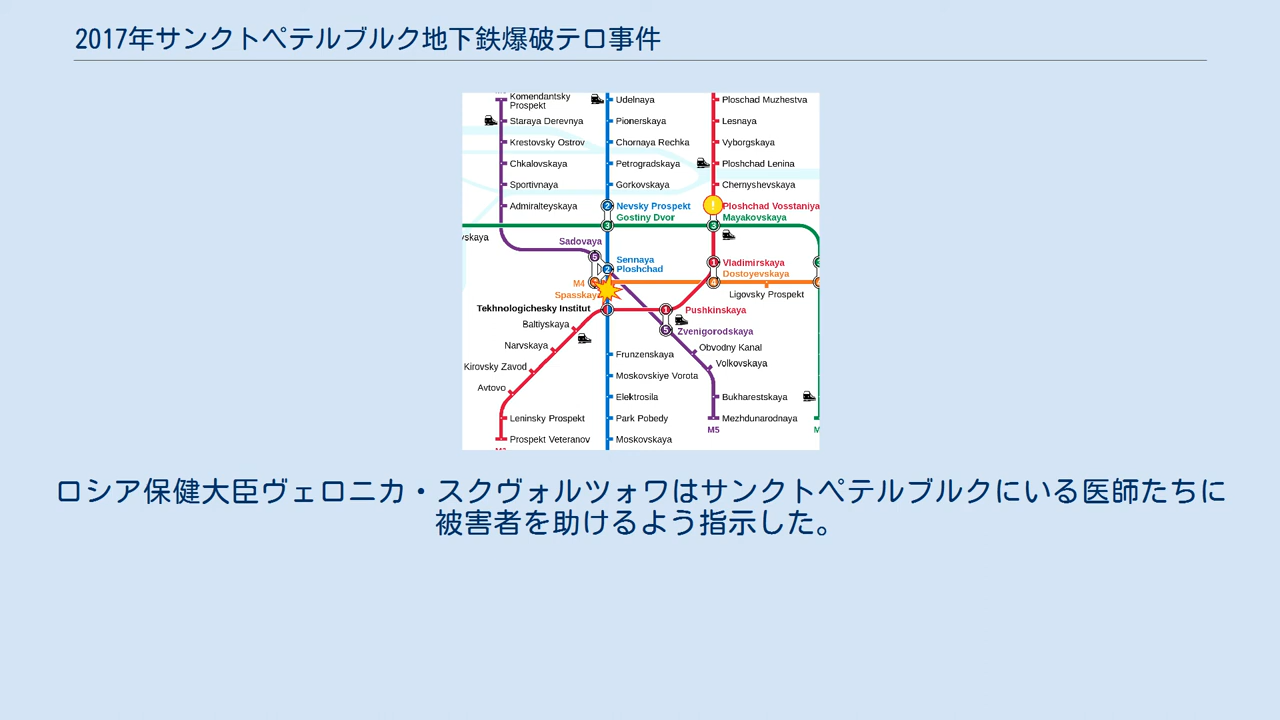 2017年サンクトペテルブルク地下鉄爆破テロ事件
Komendantsky
Prospekt
Staraya Derevnya
Krestovsky Ostrov
Chkalovskaya
Sportivnaya
Admiralteyskaya
Udelnaya
Pionerskaya
Chornaya Rechka
Petrogradskaya
Gorkovskaya
Nevsky Prospekt
Gostiny Dvor
Ploschad Muzhestva
Lesnaya
Vyborgskaya
Ploshchad Lenina
Chernyshevskaya
Ploshchad Vosstaniya
Mayakovskaya
vskaya
Sadovaya
Sennaya
Ploshchad
Vladimirskaya
Dostoyevskaya
M4
Spasskaya
Ligovsky Prospekt
Tekhnologichesky Institut
Pushkinskaya
Baltiyskaya
Zvenigorodskaya
Narvskaya
Obvodny Kanal
Kirovsky Zavod
Volkovskaya
Avtovo
Frunzenskaya
Moskovskiye Vorota
Elektrosila
Bukharestskaya
Leninsky Prospekt
Park Pobedy
Mezhdunarodnaya
M5
Prospekt Veteranov
Moskovskaya
ロシア保健大臣ヴェロニカ・スクヴォルツォワはサンクトペテルブルクにいる医師たちに
被害者を助けるよう指示した。